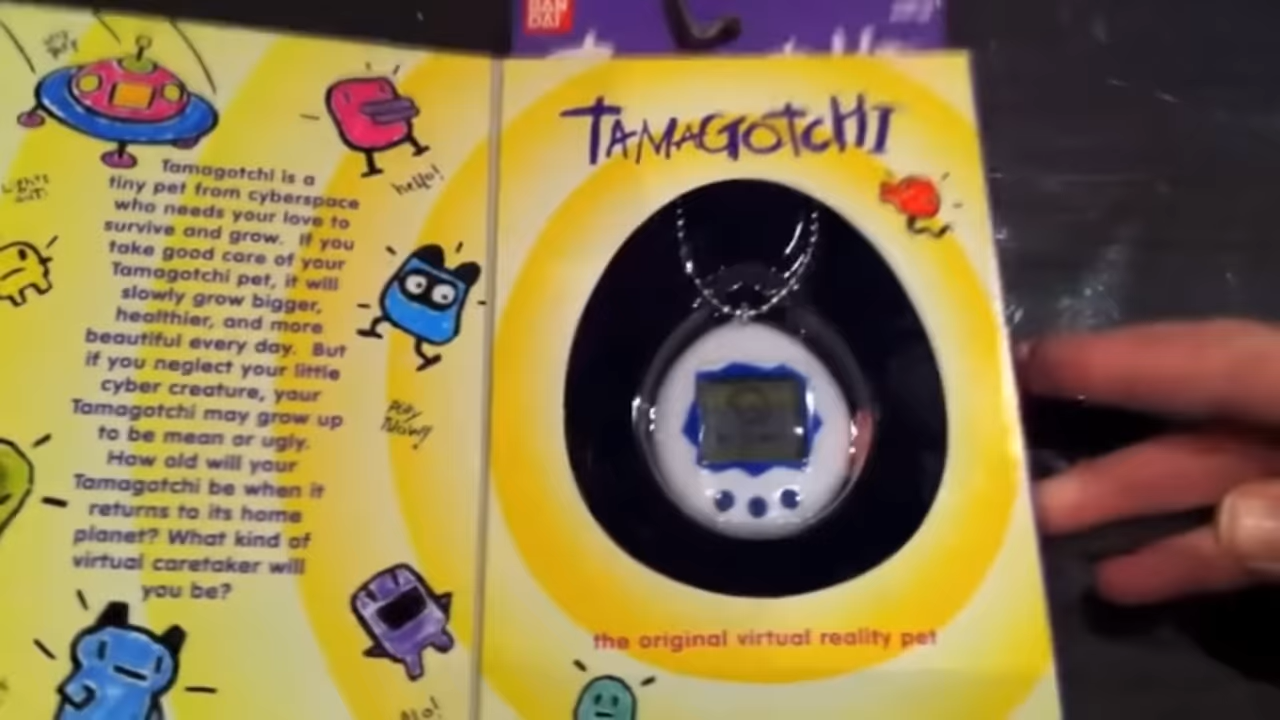 BAN
DAI
Tamagotchi is a
tiny pet from cyberspace
who needs your love to
survive and grow. If you
take good care of your
Tamagotchi pet, it will
slowly grow bigger,
healthier, and more
beautiful every day. But
if you neglect your little
cyber creature, your
Tamagotchi may grow up
to be mean or ugly.
How old will your
Tamagotchi be when it
returns to its home
planet? What kind of
virtual caretaker will
you be?
hello!
TAMAGOTCHI
the original virtual reality pet